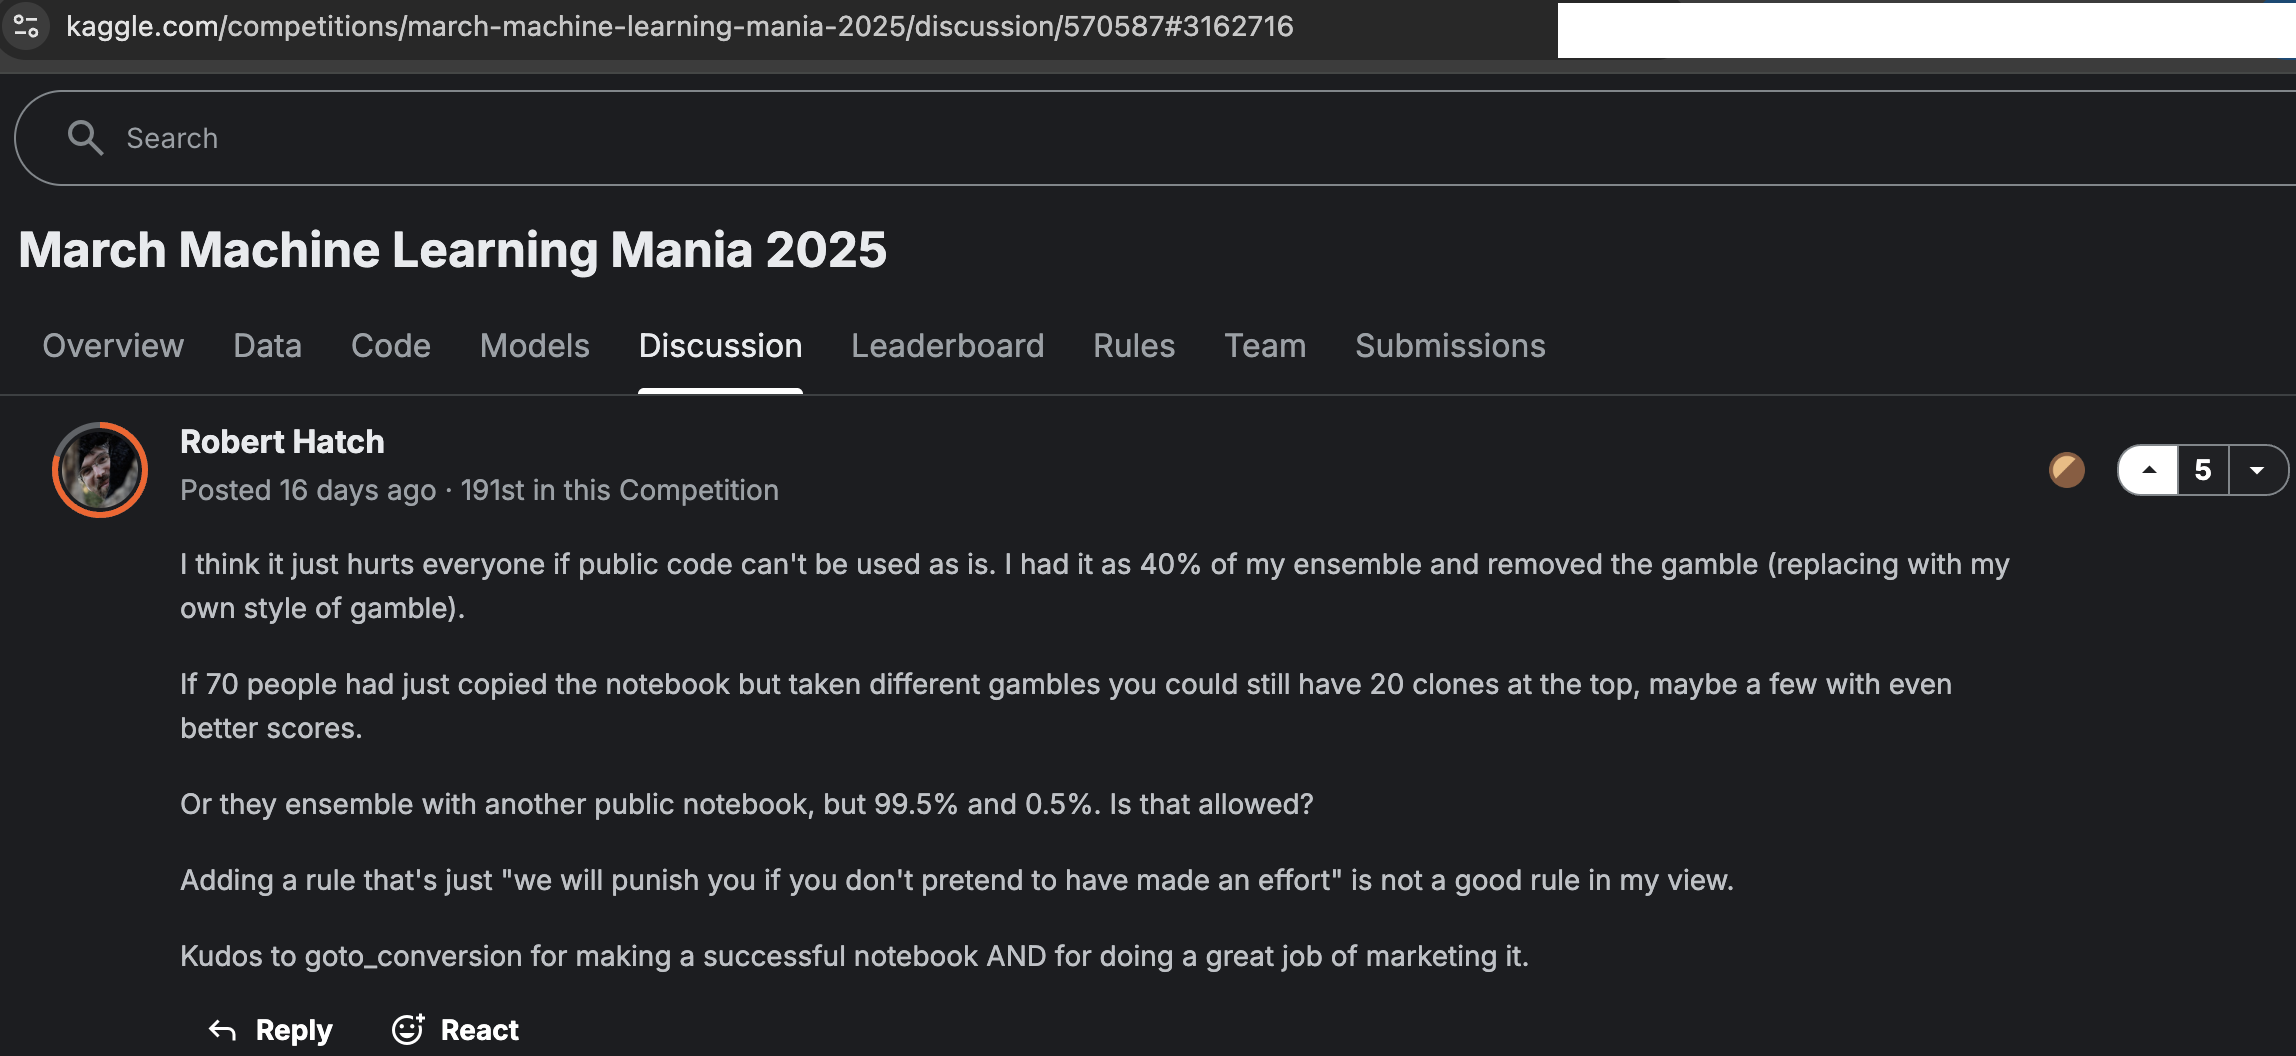 kaggle.com/competitions/march-machine-learning-mania-2025/discussion/570587#3162716
Search
March Machine Learning Mania 2025
Overview Data Code Models Discussion Leaderboard Rules Team Submissions
Robert Hatch
Posted 16 days ago · 191st in this Competition
5
I think it just hurts everyone if public code can't be used as is. I had it as 40% of my ensemble and removed the gamble (replacing with my
own style of gamble).
If 70 people had just copied the notebook but taken different gambles you could still have 20 clones at the top, maybe a few with even
better scores.
Or they ensemble with another public notebook, but 99.5% and 0.5%. Is that allowed?
Adding a rule that's just "we will punish you if you don't pretend to have made an effort" is not a good rule in my view.
Kudos to goto_conversion for making a successful notebook AND for doing a great job of marketing it.
Reply React